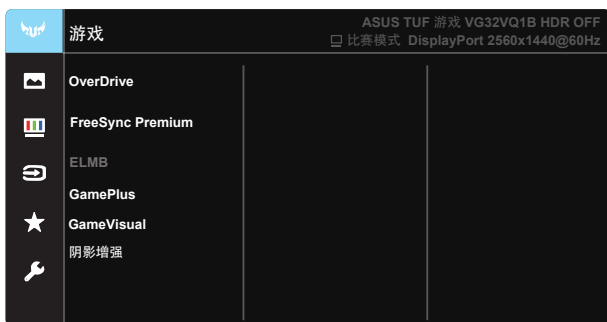 游戏
ASUS TUF 游戏 VG32VQ1B HDR OFF
比赛模式 DisplayPort 2560x1440@60Hz
OverDrive
FreeSync Premium
ELMB
GamePlus
GameVisual
阴影增强